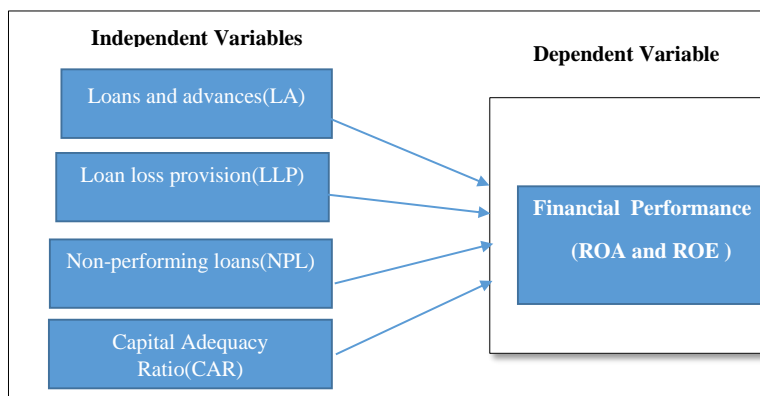 Independent Variables
Dependent Variable
Loans and advances(LA)
Loan loss provision(LLP)
Non-performing loans(NPL)
Capital Adequacy
Ratio(CAR)
Financial Performance
(ROA and ROE )